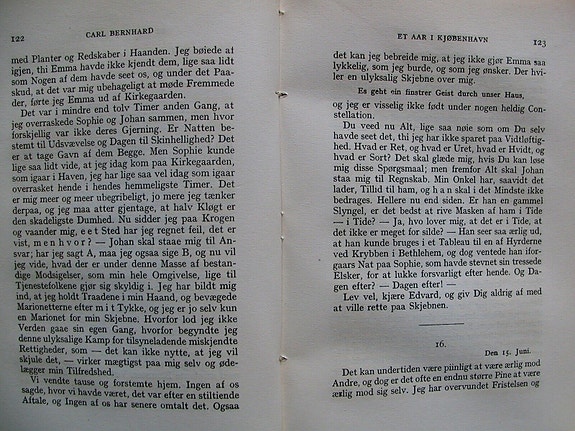 122
CARL BERNHARD
med Planter og Redskaber i Haanden. Jeg bøiede af
igjen, thi Emma havde ikke kjendt dem, lige saa lidt
som Nogen af dem havde seet os, og under det Paa-
skud, at det var mig ubehageligt at møde Fremmede
der, førte jeg Emma ud af Kirkegaarden.
Det var i mindre end tolv Timer anden Gang, at
jeg overraskede Sophie og Johan sammen, men hvor
forskjellig var ikke deres Gjerning. Er Natten be-
stemt til Udsvævelse og Dagen til Skinhellighed? Det
er at tage Gavn af dem Begge. Men Sophie kunde
lige saa lidt vide, at jeg idag kom paa Kirkegaarden,
som igaar i Haven, jeg har lige saa vel idag som igaar
overrasket hende i hendes hemmeligste Timer. Det
er mig meer og meer ubegribeligt, jo mere jeg tænker
derpaa, og jeg maa atter gjentage, at halv Kløgt er
den skadeligste Dumhed. Nu sidder jeg paa Krogen
og vaander mig, eet Sted har jeg regnet feil, det er
vist, men hvor? — Johan skal staae mig til An-
svar; har jeg sagt A, maa jeg ogsaa sige B, og nu vil
jeg vide, hvad der er under denne Masse af bestan-
dige Modsigelser, som min hele Omgivelse, lige til
Tjenestefolkene gjør sig skyldig i. Jeg har bildt mig
ind, at jeg holdt Traadene i min Haand, og bevægede
Marionetterne efter mit Tykke, og jeg er jo selv kun
en Marionet for min Skjebne. Hvorfor lod jeg ikke
Verden gaae sin egen Gang, hvorfor begyndte jeg
denne ulyksalige Kamp for tilsyneladende miskjendte
Rettigheder, som — det kan ikke nytte, at jeg vil
skjule det, — virker mægtigst paa mig selv og øde-
lægger min Tilfredshed.
Vi vendte tause og forstemte hjem. Ingen af os
sagde, hvor vi havde været, det var efter en stiltiende
Aftale, og Ingen af os har senere omtalt det. Ogsaa
ET AAR I KJØBENHAVN
123
det kan jeg bebreide mig, at jeg ikke gjør Emma saa
lykkelig, som jeg burde, og som jeg ønsker. Der hvi-
ler en ulyksalig Skjebne over mig.
Es geht ein finstrer Geist durch unser Haus,
og jeg er visselig ikke født under nogen heldig Con-
stellation.
Du veed nu Alt, lige saa nøie som om Du selv
havde seet det, thi jeg har ikke sparet paa Vidtløftig-
hed. Hvad er Ret, og hvad er Uret, hvad er Hvidt, og
hvad er Sort? Det skal glæde mig, hvis Du kan løse
mig disse Spørgsmaal; men fremfor Alt skal Johan
staa mig til Regnskab. Min Onkel har, saavidt det
lader, Tillid til ham, og han skal i det Mindste ikke
bedrages. Hellere nu end siden. Er han en gammel
Slyngel, er det bedst at rive Masken af ham i Tide
— i Tide? — Ja, hvo lover mig, at det er i Tide, at
det ikke er meget for silde? — Han seer saa ærlig ud,
at han kunde bruges i et Tableau til en af Hyrderne
ved Krybben i Bethlehem, og dog ventede han ifor-
gaars Nat paa Sophie, som havde stevnet sin tressede
Elsker, for at lukke forsvarligt efter hende. Og Da-
gen efter? — Dagen efter! —
Lev vel, kjære Edvard, og giv Dig aldrig af med
at ville rette paa Skjebnen.
16.
Den 15. Juni.
Det kan undertiden være piinligt at være ærlig mod
Andre, og dog er det ofte en endnu større Pine at være
ærlig mod sig selv. Jeg har overvundet Fristelsen og